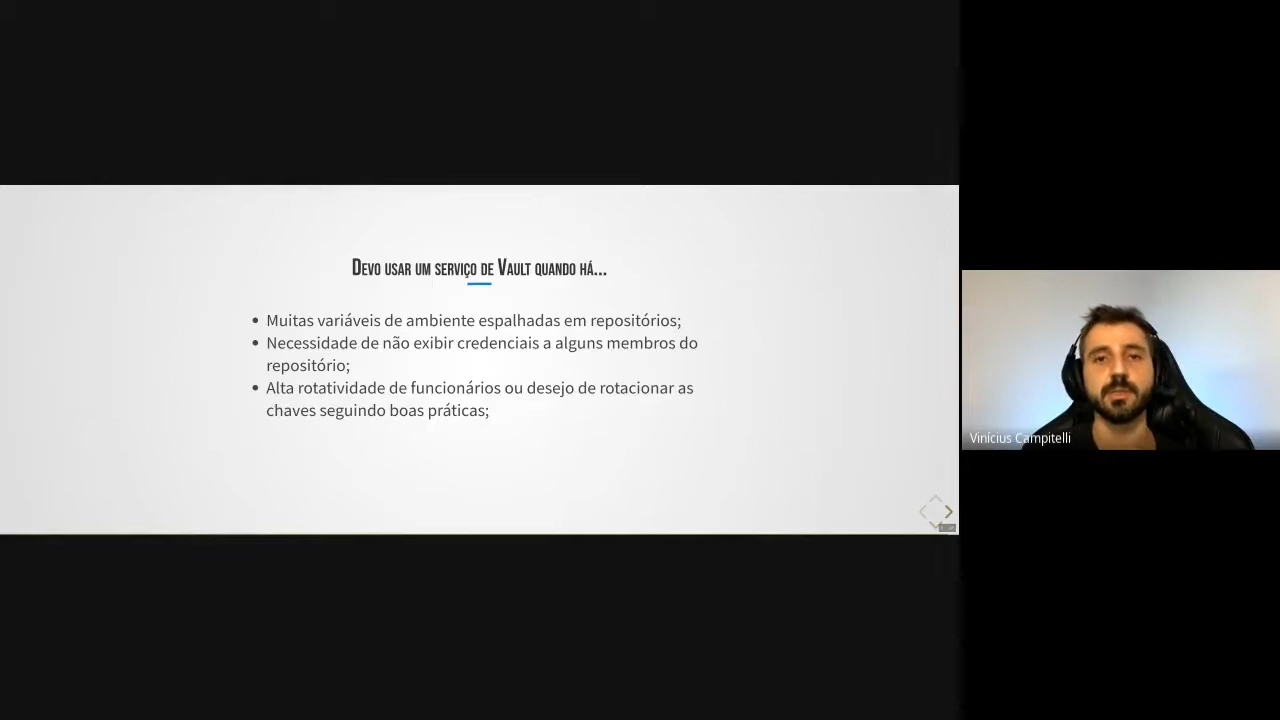 Devo usar um serviço de Vault quando há...
Muitas variáveis de ambiente espalhadas em repositórios;
Necessidade de não exibir credenciais a alguns membros do
repositório;
Alta rotatividade de funcionários ou desejo de rotacionar as
chaves seguindo boas práticas;
Vinícius Campitelli